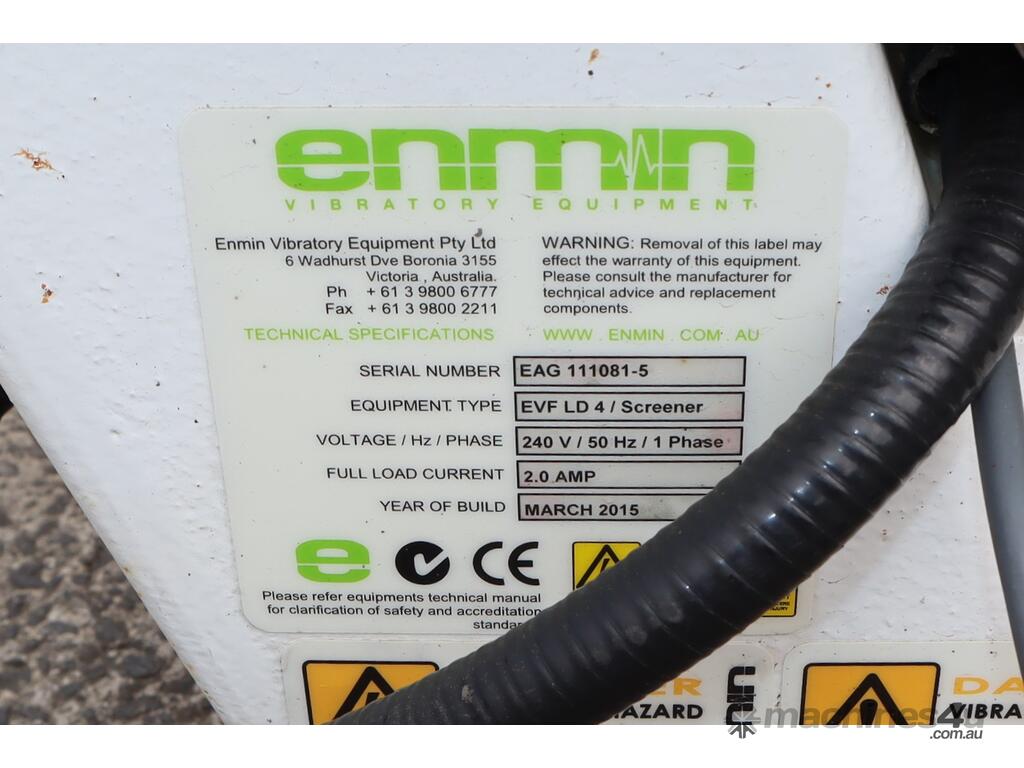 enmin
VIBRATORY EQUIPMENT
Enmin Vibratory Equipment Pty Ltd
6 Wadhurst Dve Boronia 3155
Victoria , Australia.
Ph + 61 3 9800 6777
Fax + 61 3 9800 2211
WARNING: Removal of this label may
effect the warranty of this equipment.
Please consult the manufacturer for
technical advice and replacement
components.
TECHNICAL SPECIFICATIONS
WWW . ENMIN . COM . AU
SERIAL NUMBER EAG 111081-5
EQUIPMENT TYPE EVF LD 4 / Screener
VOLTAGE / Hz / PHASE 240 V / 50 Hz / 1 Phase
FULL LOAD CURRENT 2.0 AMP
YEAR OF BUILD MARCH 2015
e CE
Please refer equipments technical manual
for clarification of safety and accreditation
INJURY
HAZARD
machines4u
.com.au